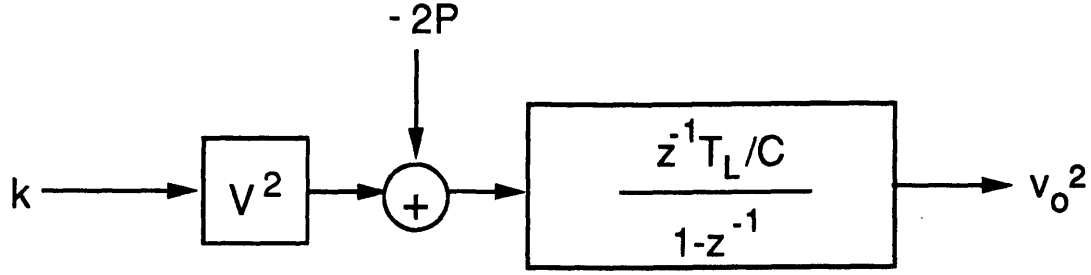 - 2P
k
V²
+
z⁻¹T_L/C
1-z⁻¹
v_o²